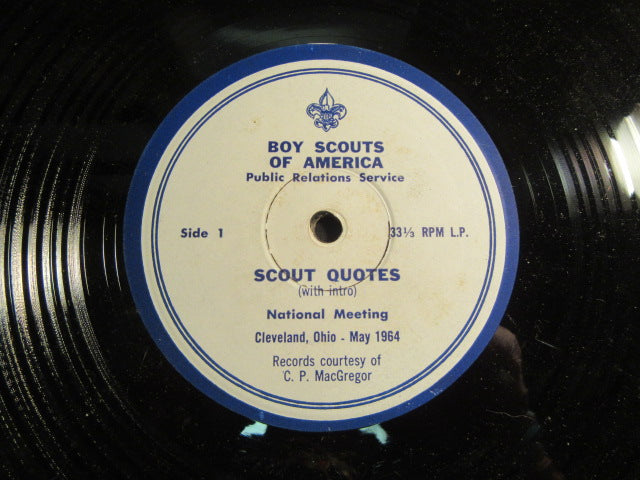 BOY SCOUTS
OF AMERICA
Public Relations Service
Side 1
33⅓ RPM L.P.
SCOUT QUOTES
(with intro)
National Meeting
Cleveland, Ohio - May 1964
Records courtesy of
C. P. MacGregor